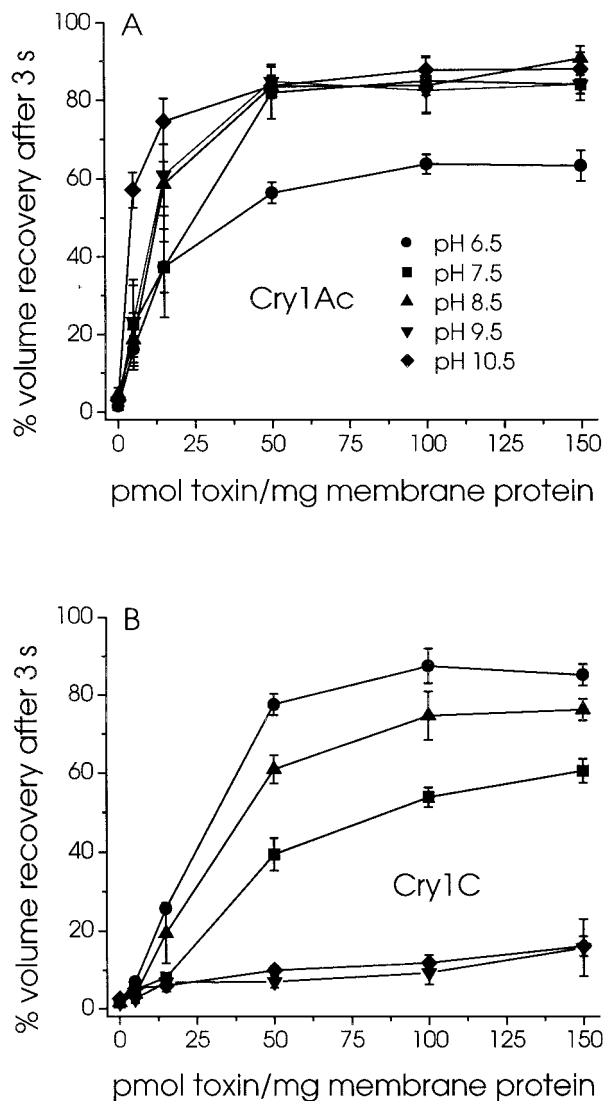 A
% volume recovery after 3 s
100
80
60
40
20
0
Cry1Ac
pH 6.5
pH 7.5
pH 8.5
pH 9.5
pH 10.5
0 25 50 75 100 125 150
pmol toxin/mg membrane protein
B
% volume recovery after 3 s
100
80
60
40
20
0
Cry1C
0 25 50 75 100 125 150
pmol toxin/mg membrane protein